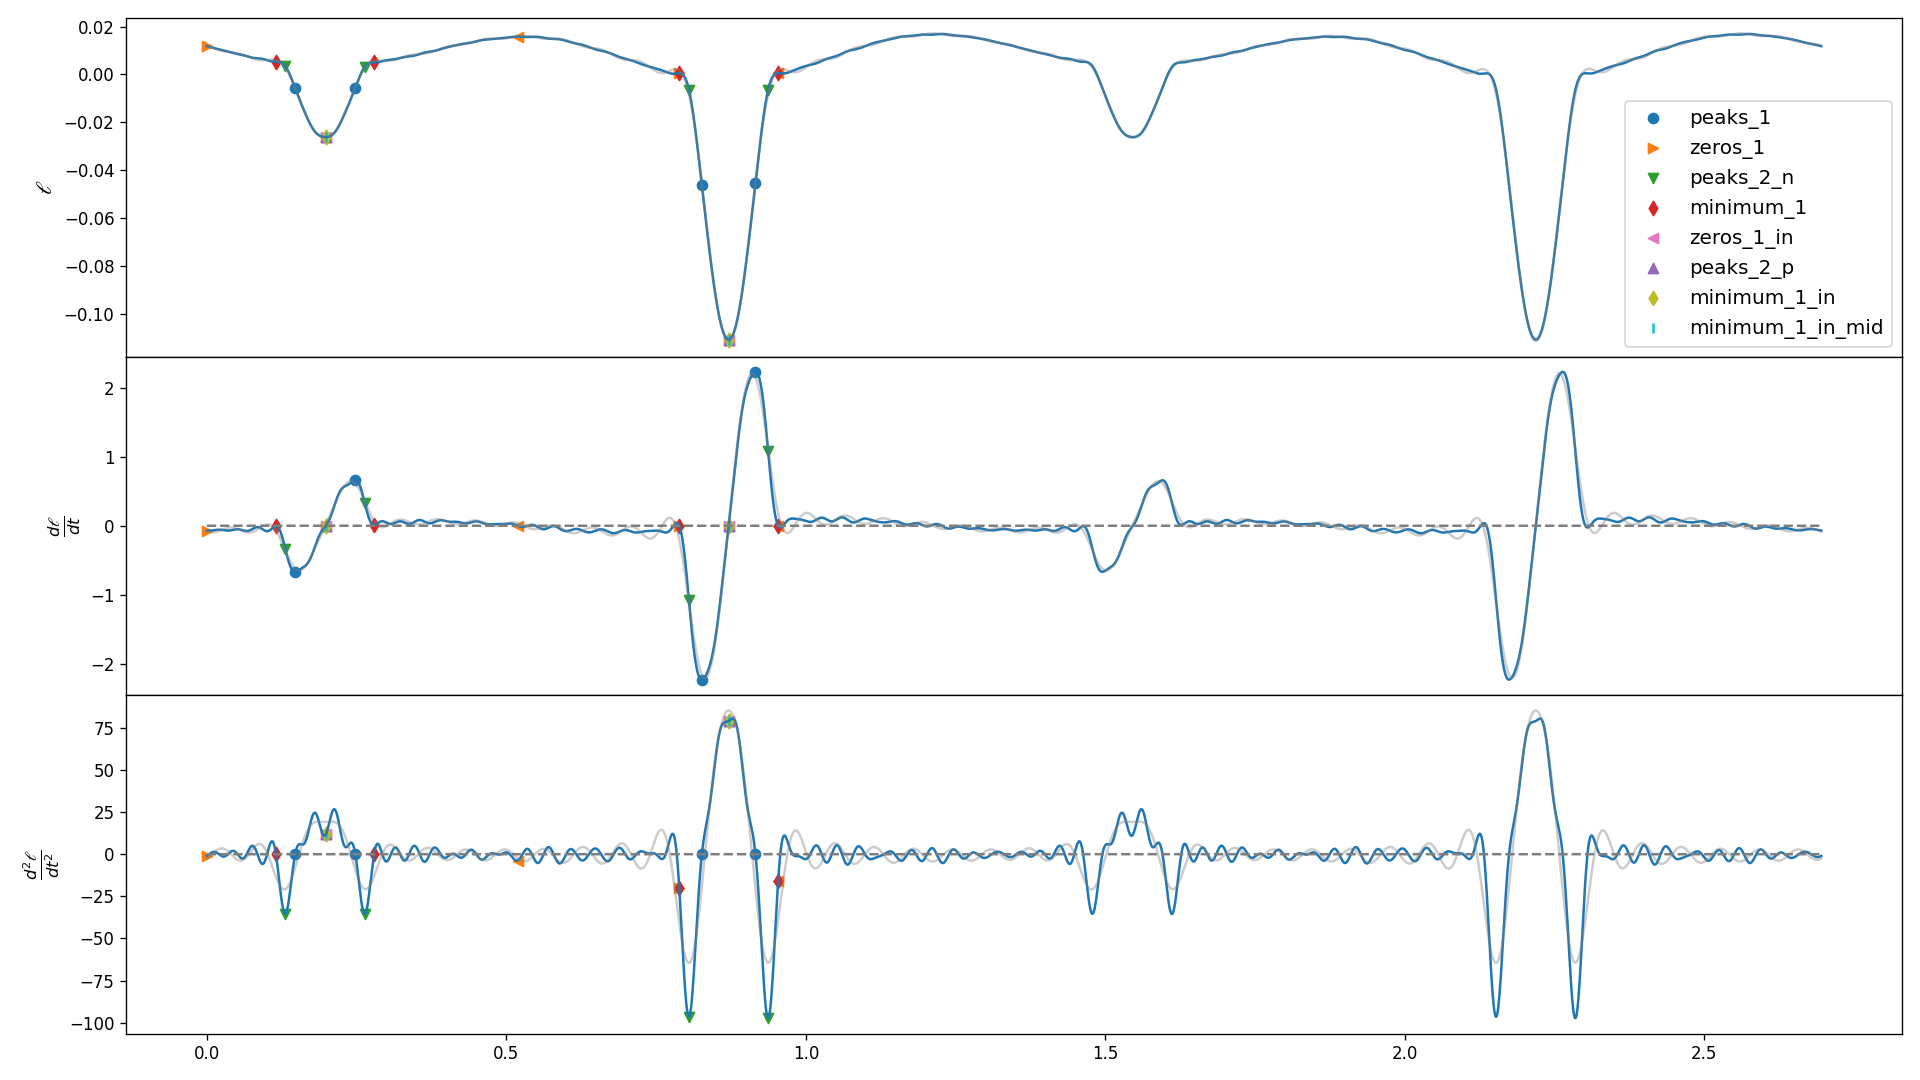 0.02
0.00
−0.02
−0.04
−0.06
−0.08
−0.10
ℓ
peaks_1
zeros_1
peaks_2_n
minimum_1
zeros_1_in
peaks_2_p
minimum_1_in
minimum_1_in_mid
2
1
0
−1
−2
dℓ
dt
75
50
25
0
−25
−50
−75
−100
d²ℓ
dt²
0.0 0.5 1.0 1.5 2.0 2.5